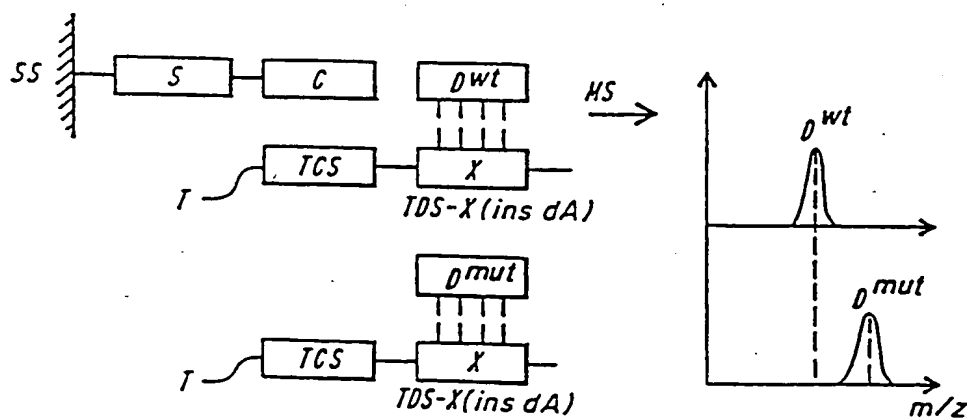 SS
S
C
D wt
MS
T
TCS
X
TDS-X(ins dA)
D mut
T
TCS
X
TDS-X(ins dA)
D wt
D mut
m/z